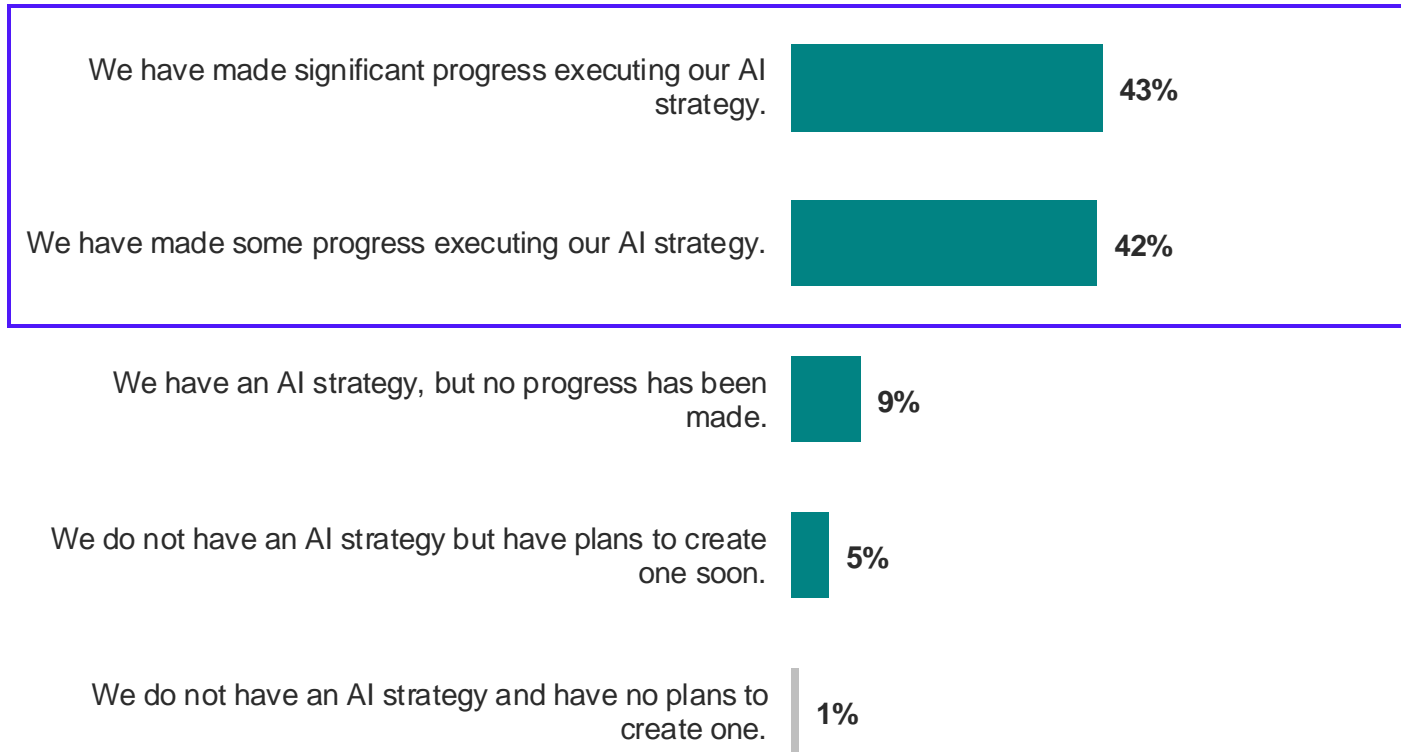 We have made significant progress executing our AI
strategy.
43%
We have made some progress executing our AI strategy.
42%
We have an AI strategy, but no progress has been
made.
9%
We do not have an AI strategy but have plans to create
one soon.
5%
We do not have an AI strategy and have no plans to
create one.
1%